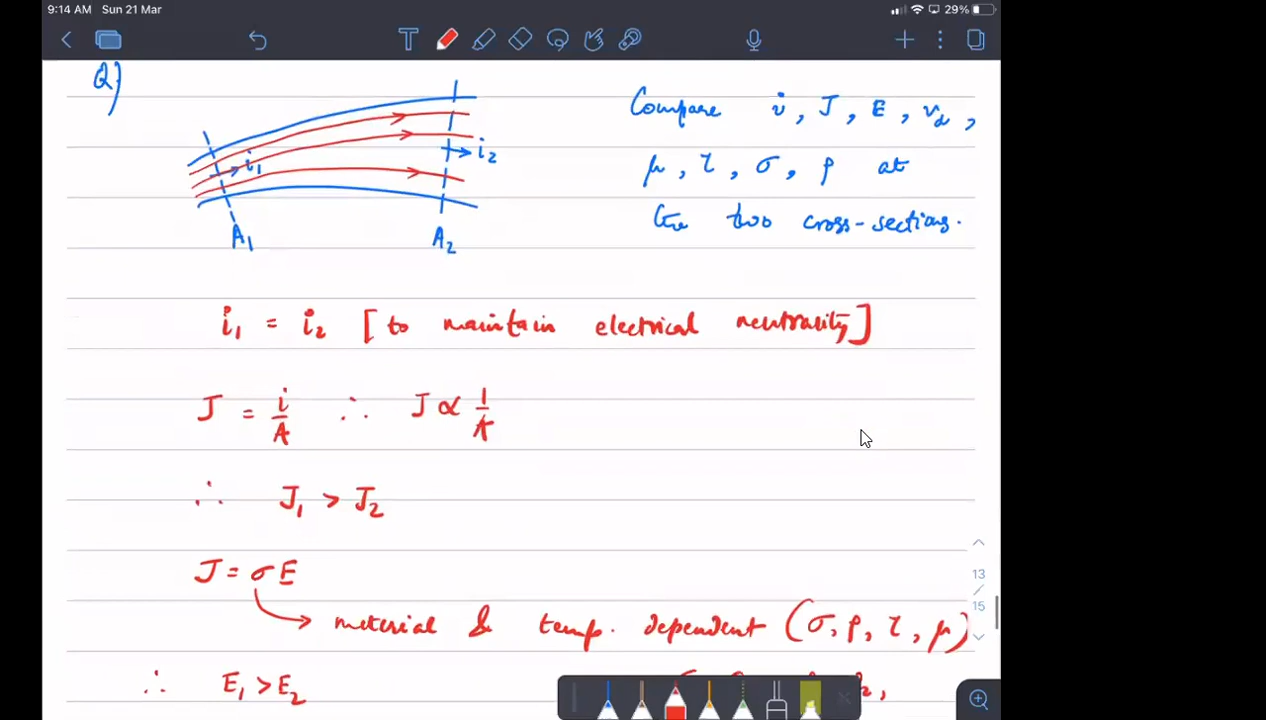 9:14 AM Sun 21 Mar
29%
Q)
Compare i, J, E, v_d,
i₁
i₂
μ, τ, σ, ρ at
the two cross-sections.
A₁
A₂
i₁ = i₂ [to maintain electrical neutrality]
J = i/A ∴ J ∝ 1/A
∴ J₁ > J₂
J = σE
13
/
15
material & temp. dependent (σ, ρ, τ, μ)
∴ E₁ > E₂